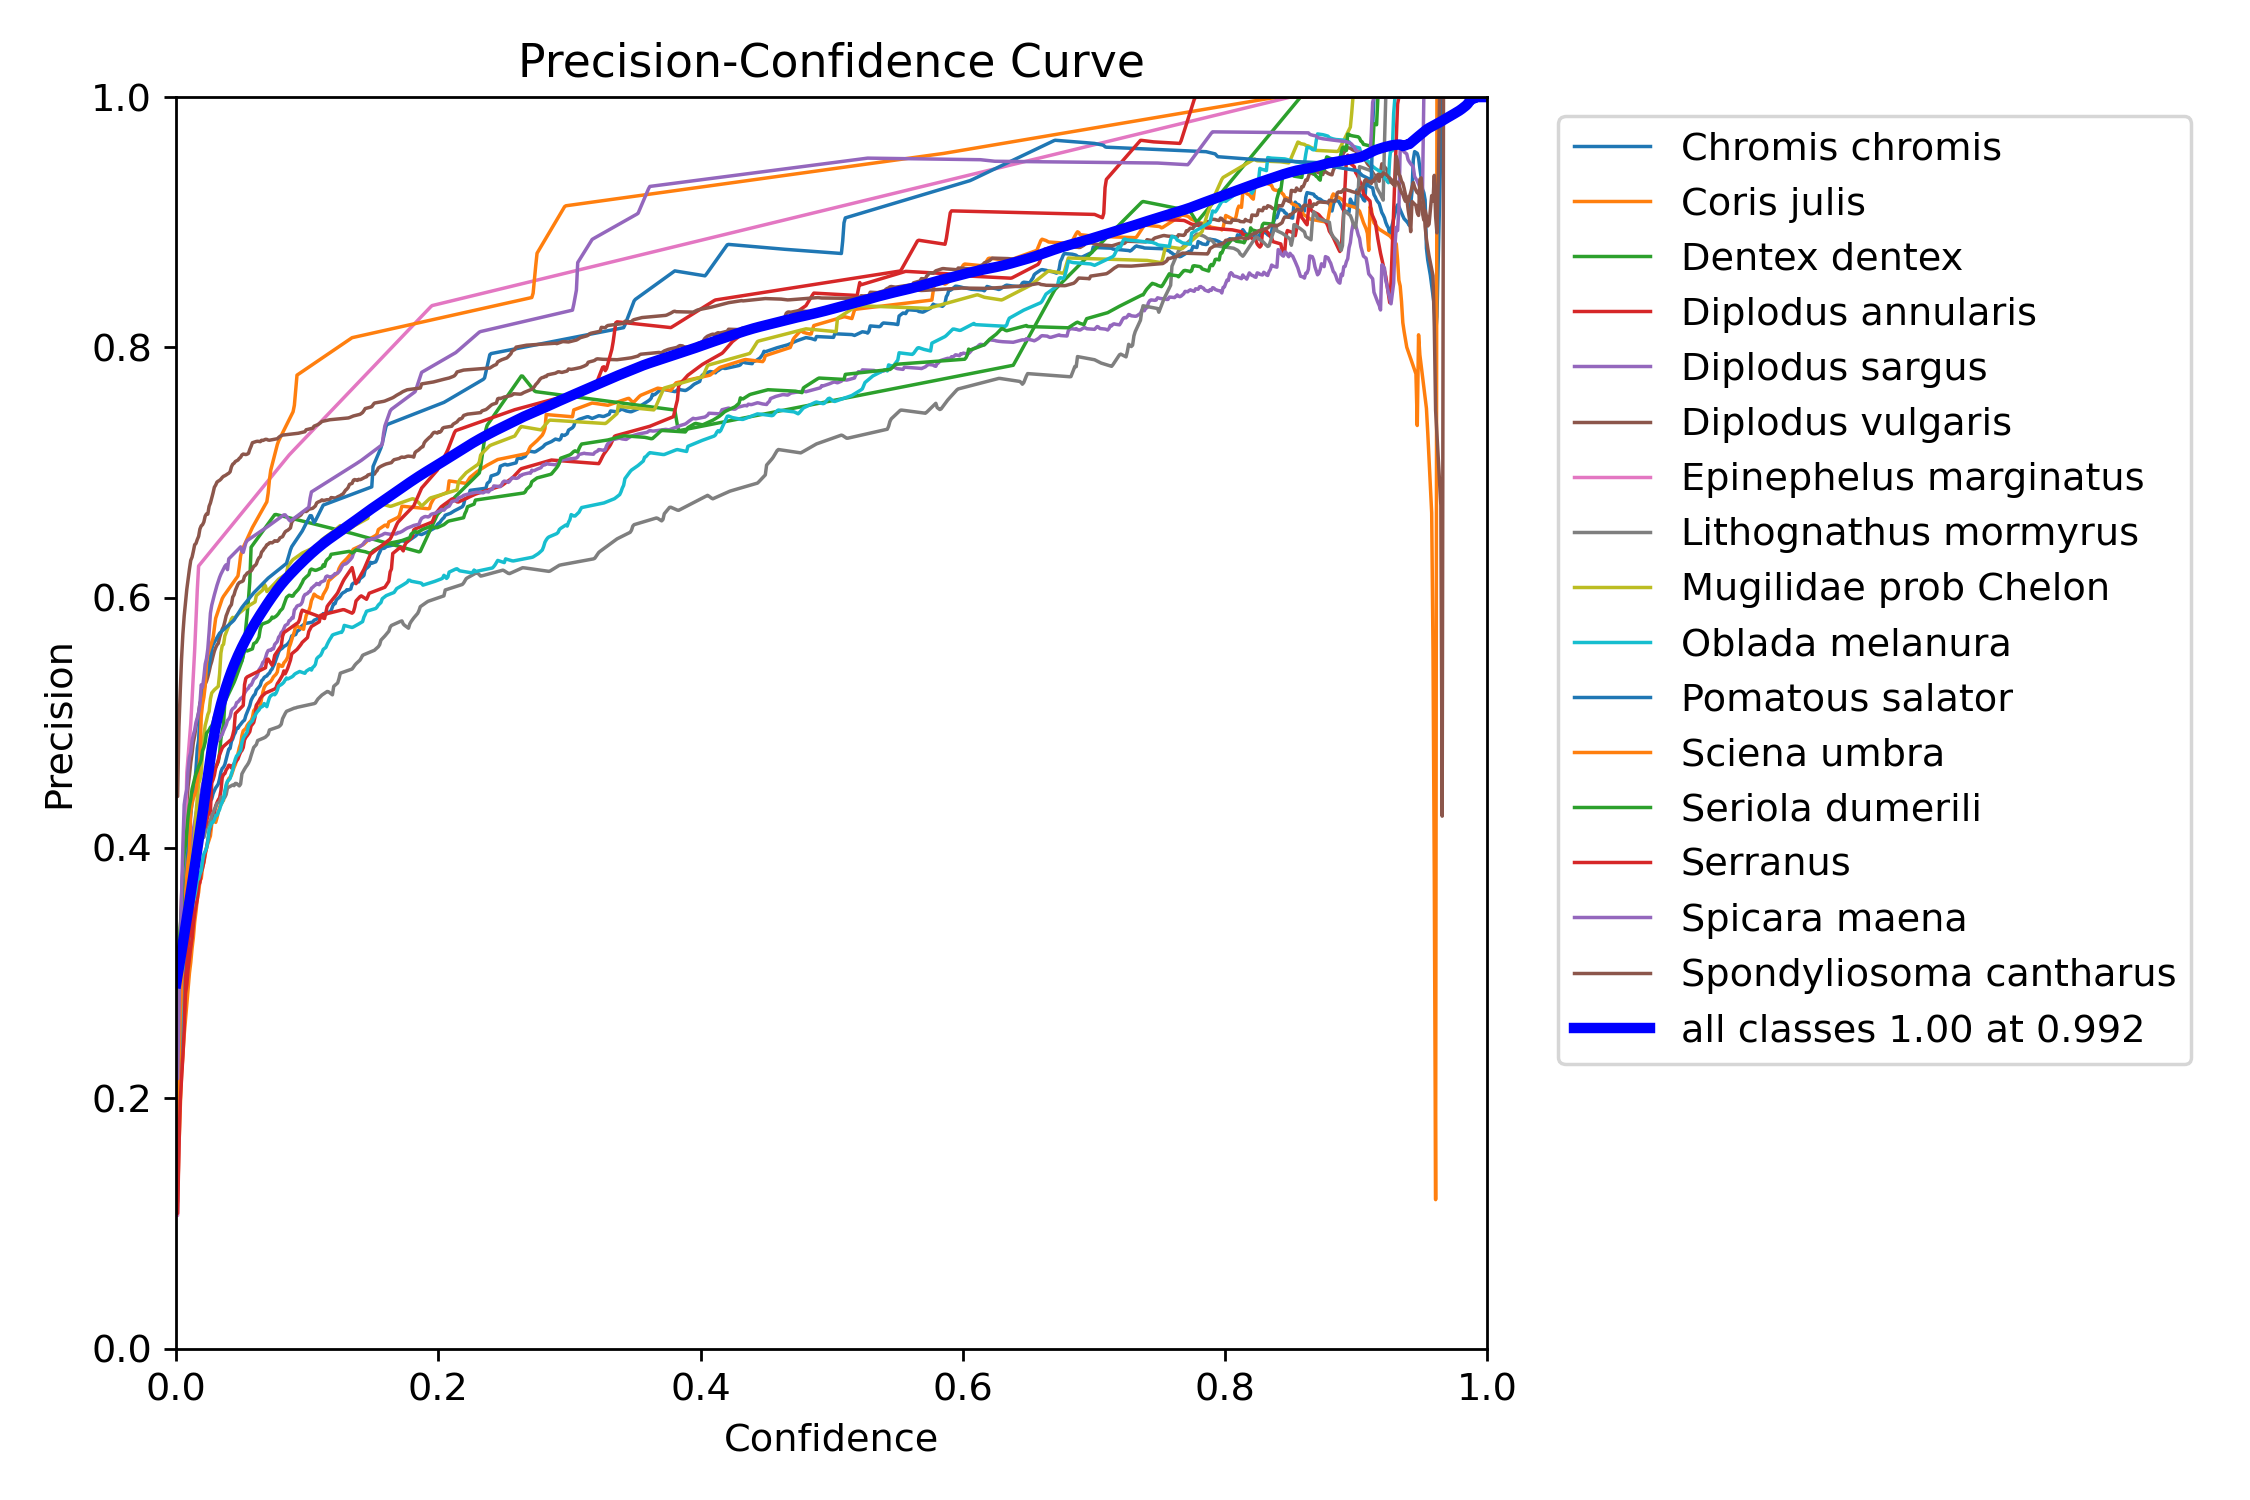 Precision-Confidence Curve
1.0
0.8
0.6
0.4
0.2
0.0
Precision
0.0 0.2 0.4 0.6 0.8 1.0
Confidence
Chromis chromis
Coris julis
Dentex dentex
Diplodus annularis
Diplodus sargus
Diplodus vulgaris
Epinephelus marginatus
Lithognathus mormyrus
Mugilidae prob Chelon
Oblada melanura
Pomatous salator
Sciena umbra
Seriola dumerili
Serranus
Spicara maena
Spondyliosoma cantharus
all classes 1.00 at 0.992